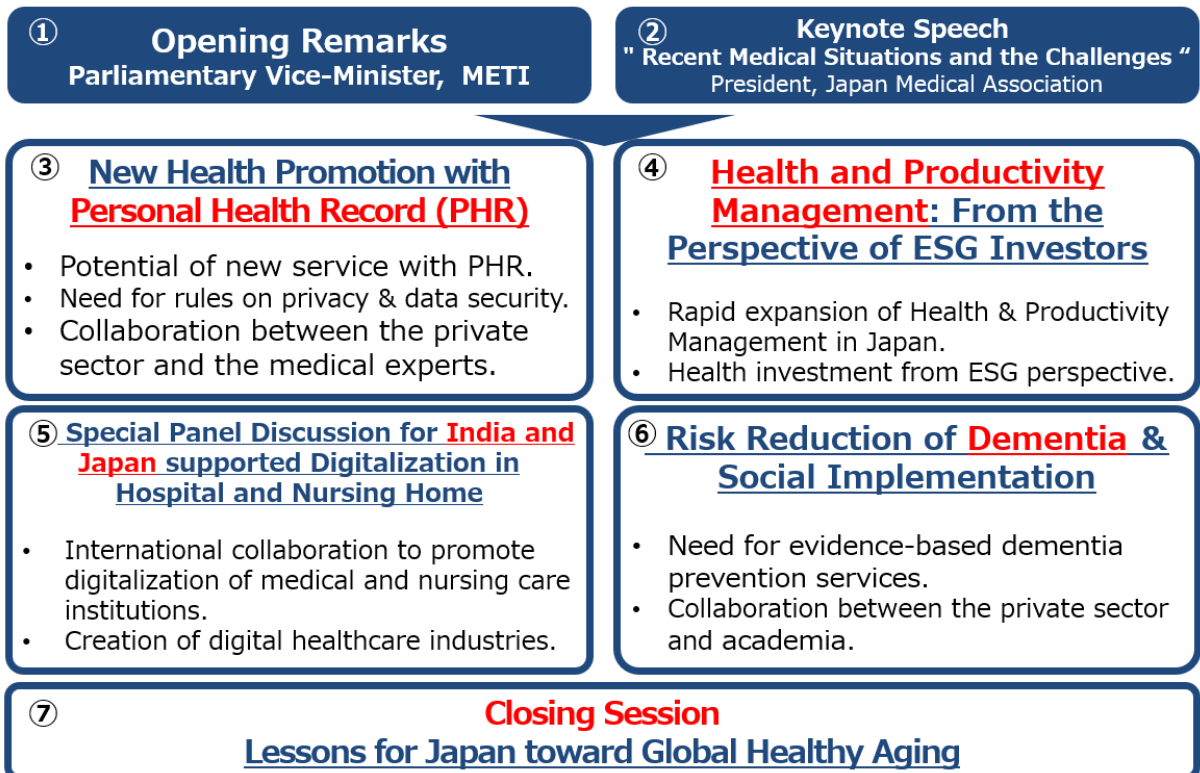 ①
Opening Remarks
Parliamentary Vice-Minister, METI
②
Keynote Speech
" Recent Medical Situations and the Challenges “
President, Japan Medical Association
③
New Health Promotion with
Personal Health Record (PHR)
• Potential of new service with PHR.
• Need for rules on privacy & data security.
• Collaboration between the private
sector and the medical experts.
④
Health and Productivity
Management: From the
Perspective of ESG Investors
• Rapid expansion of Health & Productivity
Management in Japan.
• Health investment from ESG perspective.
⑤ Special Panel Discussion for India and
Japan supported Digitalization in
Hospital and Nursing Home
• International collaboration to promote
digitalization of medical and nursing care
institutions.
• Creation of digital healthcare industries.
⑥ Risk Reduction of Dementia &
Social Implementation
• Need for evidence-based dementia
prevention services.
• Collaboration between the private sector
and academia.
⑦
Closing Session
Lessons for Japan toward Global Healthy Aging